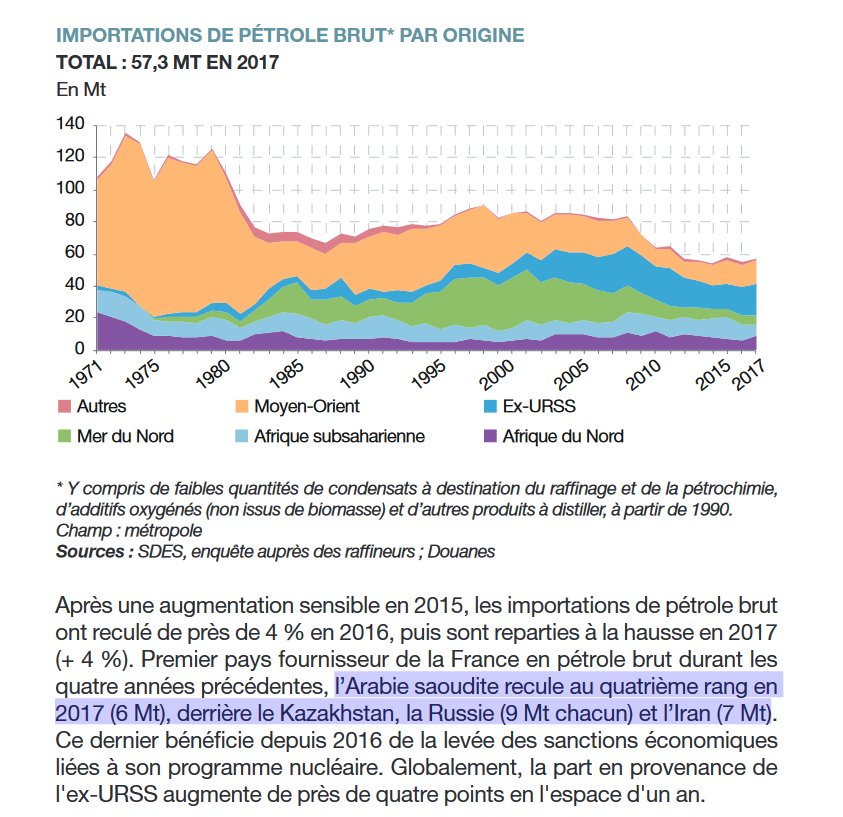 IMPORTATIONS DE PÉTROLE BRUT* PAR ORIGINE
TOTAL : 57,3 MT EN 2017
En Mt
140
120
100
80
60
40
20
0
1971
1975
1980
1985
1990
1995
2000
2005
2010
2015
2017
Autres
Moyen-Orient
Ex-URSS
Mer du Nord
Afrique subsaharienne
Afrique du Nord
* Y compris de faibles quantités de condensats à destination du raffinage et de la pétrochimie,
d’additifs oxygénés (non issus de biomasse) et d’autres produits à distiller, à partir de 1990.
Champ : métropole
Sources : SDES, enquête auprès des raffineurs ; Douanes
Après une augmentation sensible en 2015, les importations de pétrole brut
ont reculé de près de 4 % en 2016, puis sont reparties à la hausse en 2017
(+ 4 %). Premier pays fournisseur de la France en pétrole brut durant les
quatre années précédentes, l’Arabie saoudite recule au quatrième rang en
2017 (6 Mt), derrière le Kazakhstan, la Russie (9 Mt chacun) et l’Iran (7 Mt).
Ce dernier bénéficie depuis 2016 de la levée des sanctions économiques
liées à son programme nucléaire. Globalement, la part en provenance de
l'ex-URSS augmente de près de quatre points en l'espace d'un an.